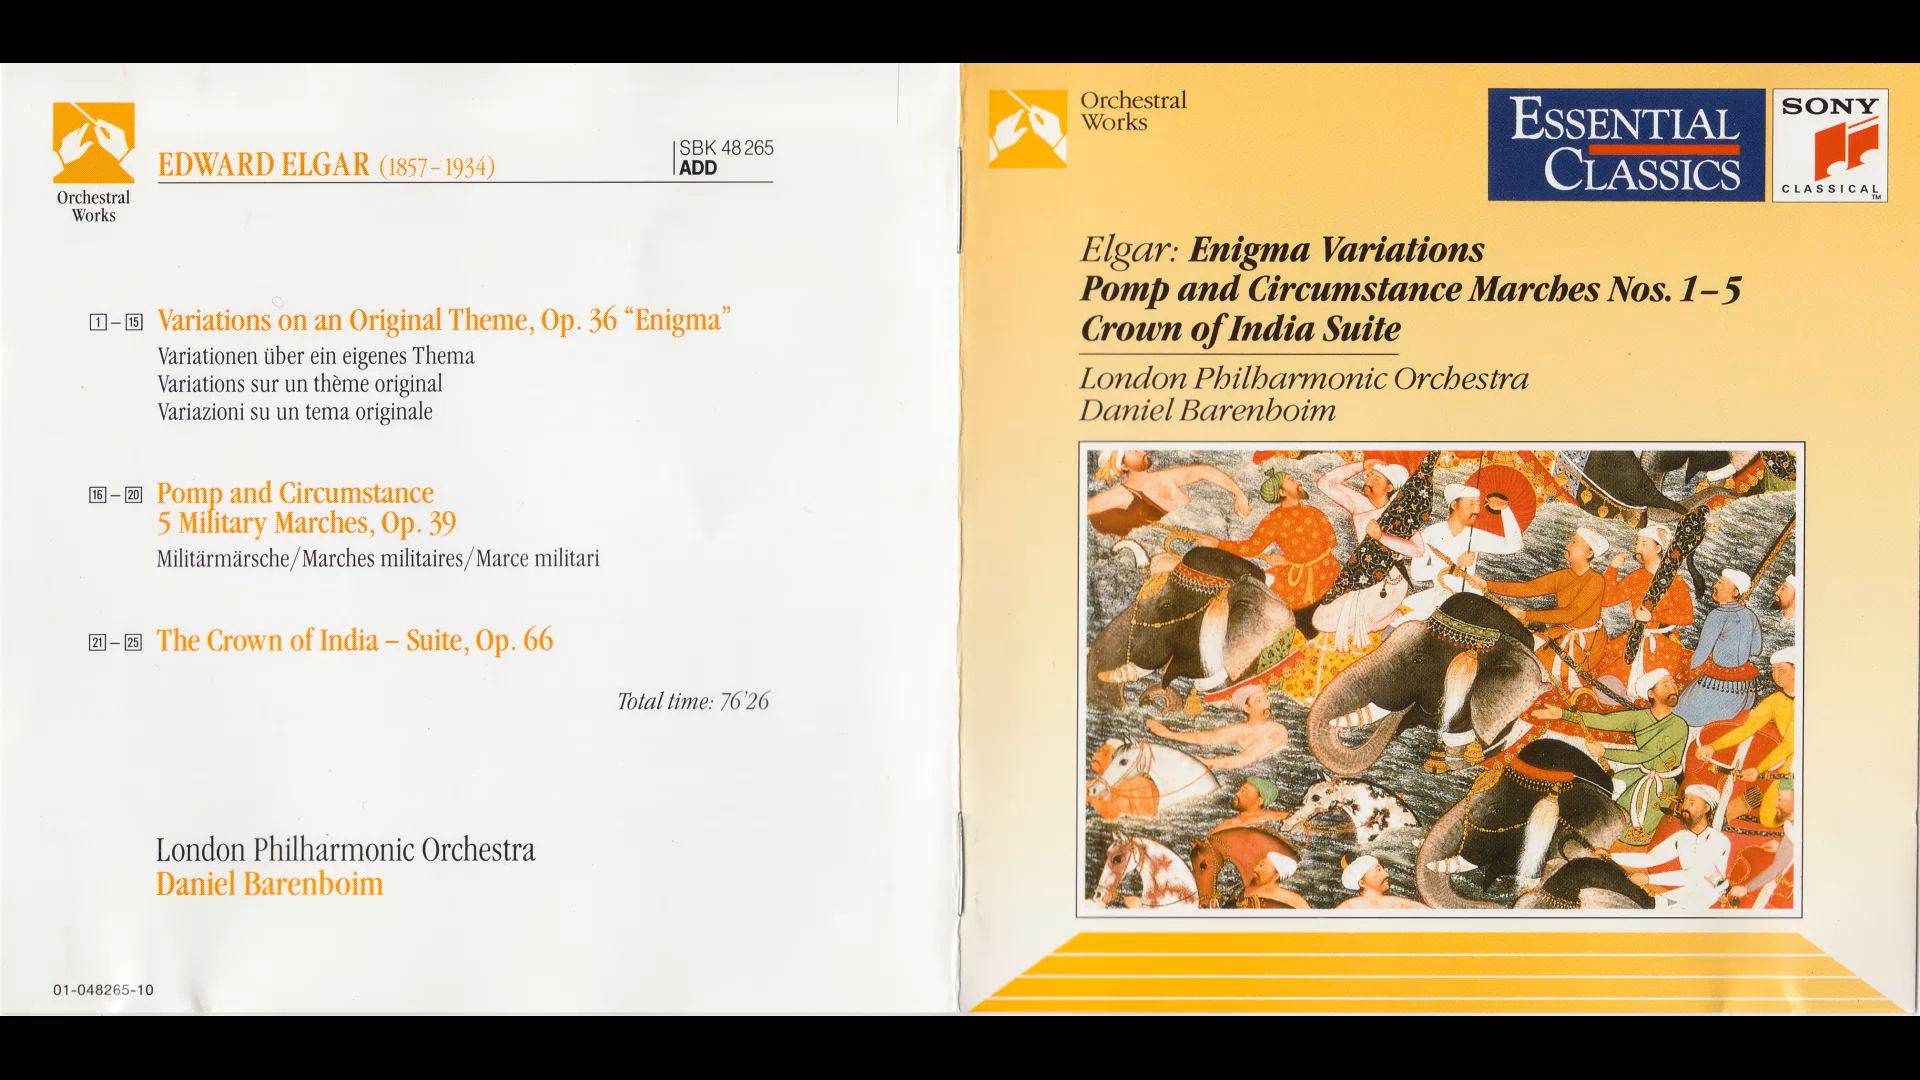 Orchestral
Works
EDWARD ELGAR (1857–1934)
SBK 48 265
ADD
1 – 15 Variations on an Original Theme, Op. 36 “Enigma”
Variationen über ein eigenes Thema
Variations sur un thème original
Variazioni su un tema originale
16 – 20 Pomp and Circumstance
5 Military Marches, Op. 39
Militärmärsche/Marches militaires/Marce militari
21 – 25 The Crown of India – Suite, Op. 66
Total time: 76'26
London Philharmonic Orchestra
Daniel Barenboim
01-048265-10
Orchestral
Works
ESSENTIAL
CLASSICS
SONY
CLASSICAL
TM
Elgar: Enigma Variations
Pomp and Circumstance Marches Nos. 1–5
Crown of India Suite
London Philharmonic Orchestra
Daniel Barenboim